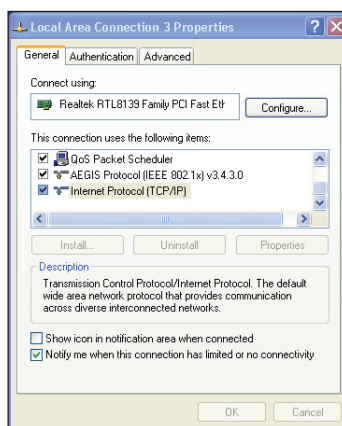 Local Area Connection 3 Properties
General Authentication Advanced
Connect using:
Realtek RTL8139 Family PCI Fast Eth
Configure...
This connection uses the following items:
QoS Packet Scheduler
AEGIS Protocol (IEEE 802.1x) v3.4.3.0
Internet Protocol (TCP/IP)
Install... Uninstall Properties
Description
Transmission Control Protocol/Internet Protocol. The default
wide area network protocol that provides communication
across diverse interconnected networks.
Show icon in notification area when connected
Notify me when this connection has limited or no connectivity
OK Cancel